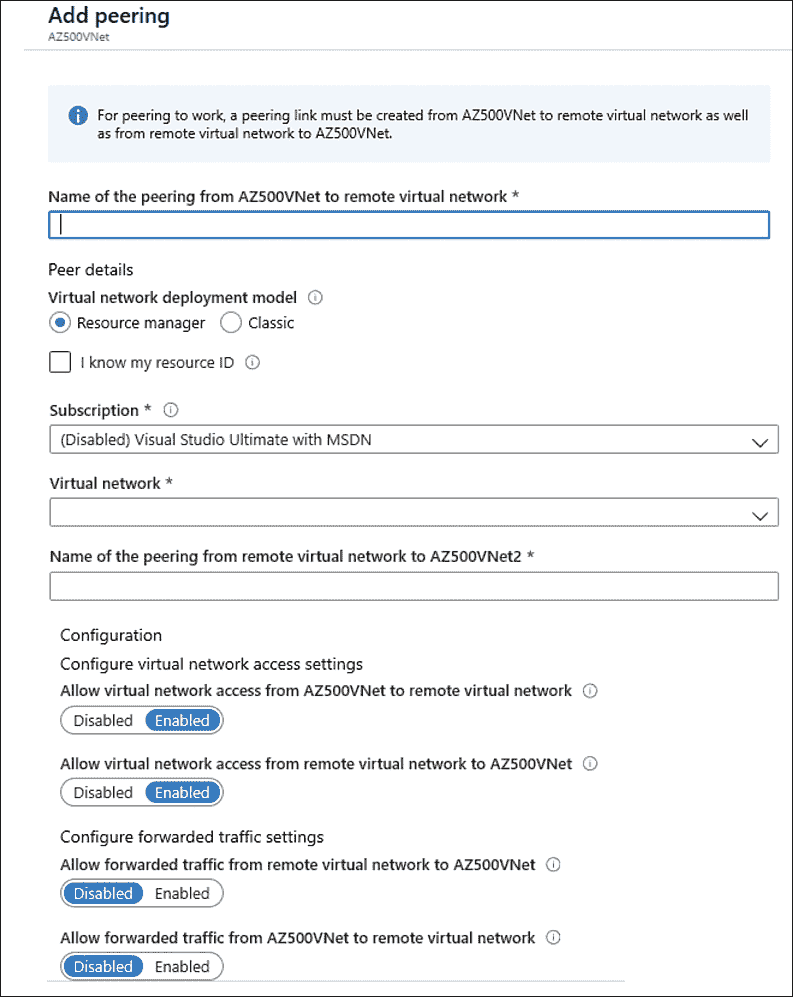 Add peering
AZ500VNet
For peering to work, a peering link must be created from AZ500VNet to remote virtual network as well
as from remote virtual network to AZ500VNet.
Name of the peering from AZ500VNet to remote virtual network *
Peer details
Virtual network deployment model
Resource manager Classic
I know my resource ID
Subscription *
(Disabled) Visual Studio Ultimate with MSDN
Virtual network *
Name of the peering from remote virtual network to AZ500VNet2 *
Configuration
Configure virtual network access settings
Allow virtual network access from AZ500VNet to remote virtual network
Disabled Enabled
Allow virtual network access from remote virtual network to AZ500VNet
Disabled Enabled
Configure forwarded traffic settings
Allow forwarded traffic from remote virtual network to AZ500VNet
Disabled Enabled
Allow forwarded traffic from AZ500VNet to remote virtual network
Disabled Enabled